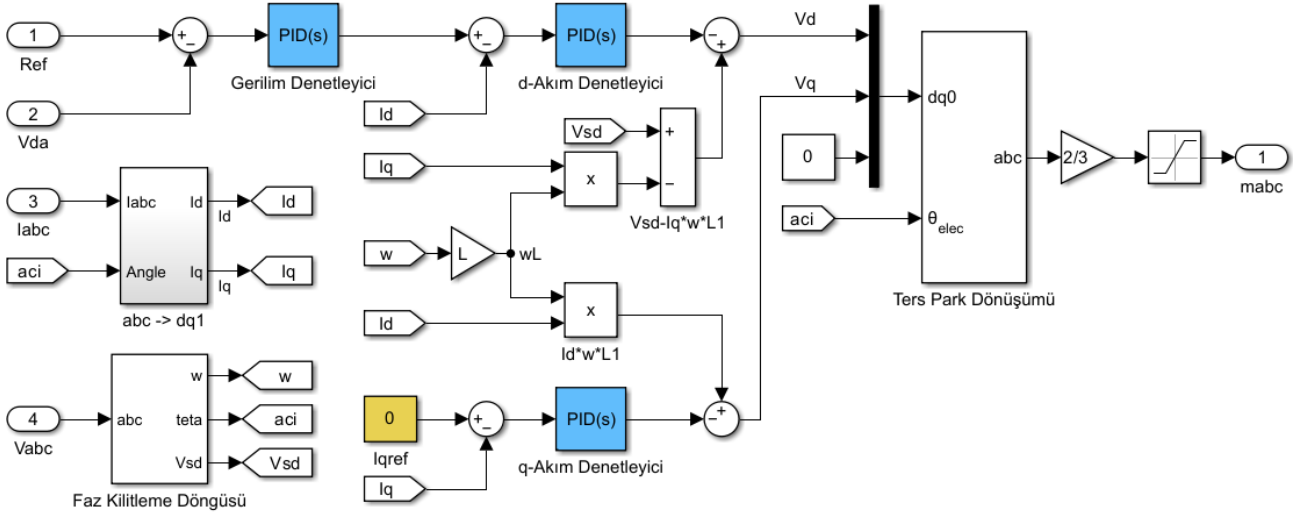 1
Ref
+
−
PID(s)
Gerilim Denetleyici
+
−
PID(s)
d-Akım Denetleyici
−
+
Vd
2
Vda
Id
Vsd
+
−
Vsd-Iq*w*L1
Iq
x
Vq
0
dq0
abc
θelec
Ters Park Dönüşümü
2/3
1
mabc
aci
3
Iabc
aci
Iabc
Angle
Id
Iq
abc -> dq1
Id
Id
Iq
Iq
w
L
wL
Id
x
Id*w*L1
4
Vabc
abc
w
teta
Vsd
Faz Kilitleme Döngüsü
w
aci
Vsd
0
Iqref
Iq
+
−
PID(s)
q-Akım Denetleyici
−
+